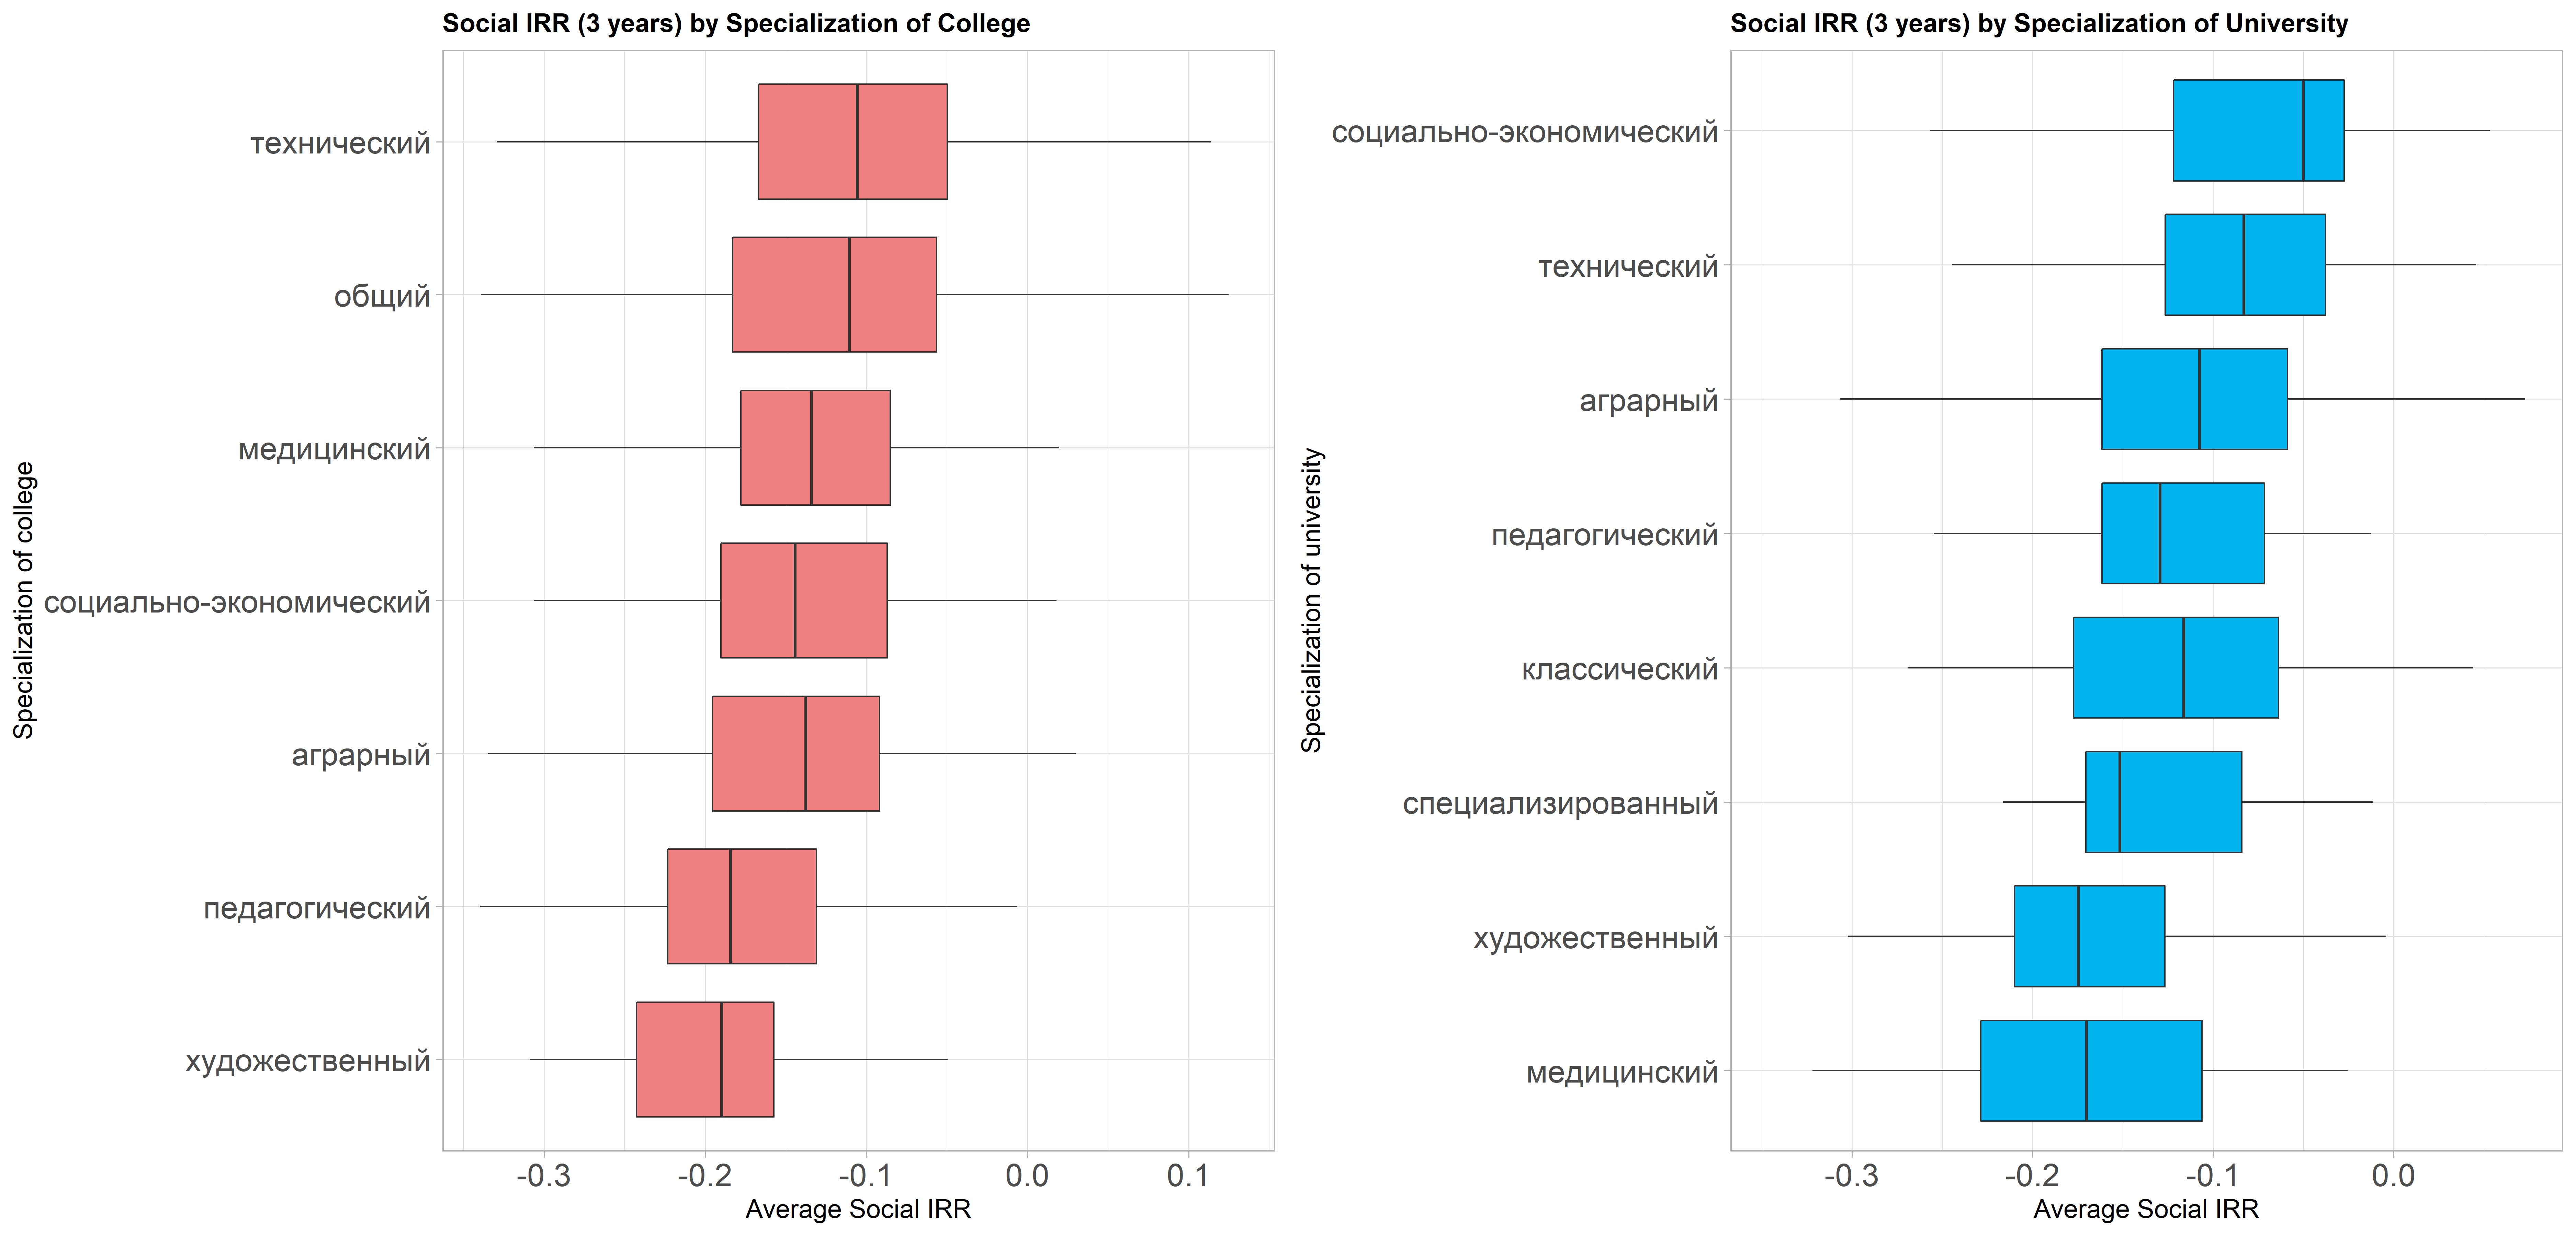 Social IRR (3 years) by Specialization of College
Specialization of college
технический
общий
медицинский
социально-экономический
аграрный
педагогический
художественный
-0.3
-0.2
-0.1
0.0
0.1
Average Social IRR
Social IRR (3 years) by Specialization of University
Specialization of university
социально-экономический
технический
аграрный
педагогический
классический
специализированный
художественный
медицинский
-0.3
-0.2
-0.1
0.0
Average Social IRR